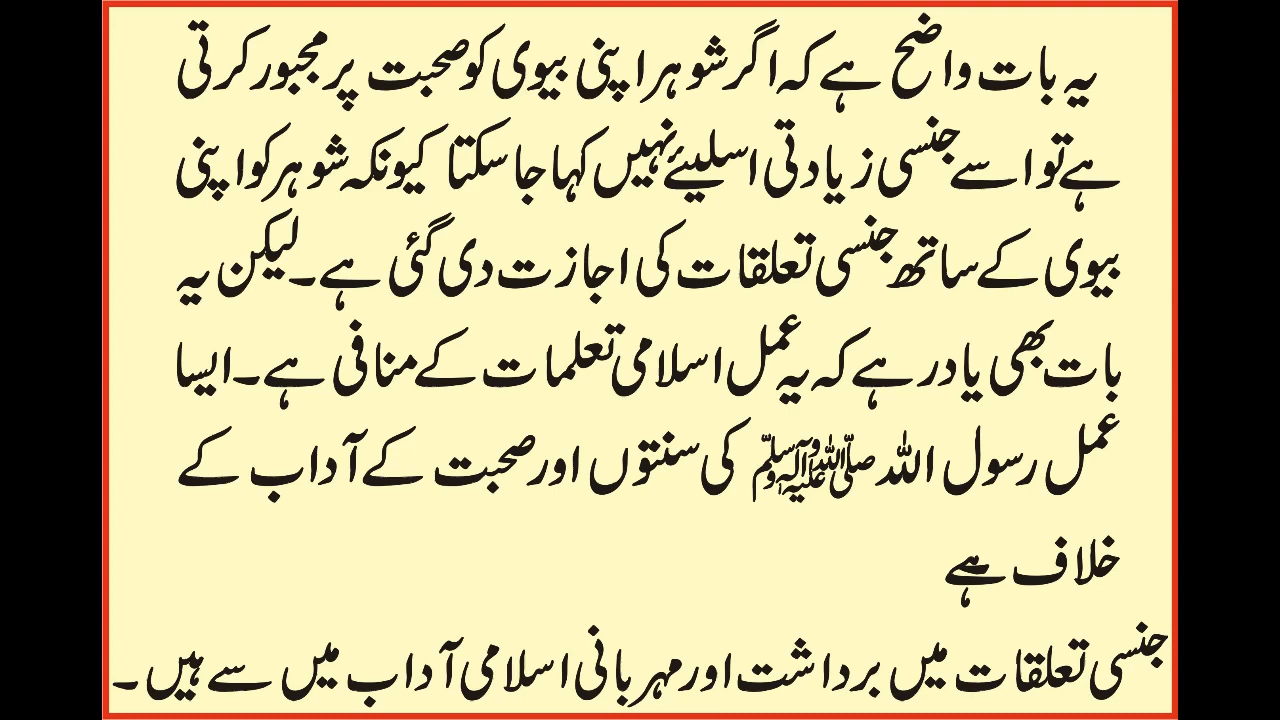 یہ بات واضح ہے کہ اگر شوہر اپنی بیوی کو صحبت پر مجبور کرتی
ہے تو اسے جنسی زیادتی اسلیئے نہیں کہا جا سکتا کیونکہ شوہر کو اپنی
بیوی کے ساتھ جنسی تعلقات کی اجازت دی گئی ہے۔ لیکن یہ
بات بھی یاد رہے کہ یہ عمل اسلامی تعلمات کے منافی ہے۔ ایسا
عمل رسول اللہ ﷺ کی سنتوں اور صحبت کے آداب کے
خلاف ہے
جنسی تعلقات میں برداشت اور مہربانی اسلامی آداب میں سے ہیں۔